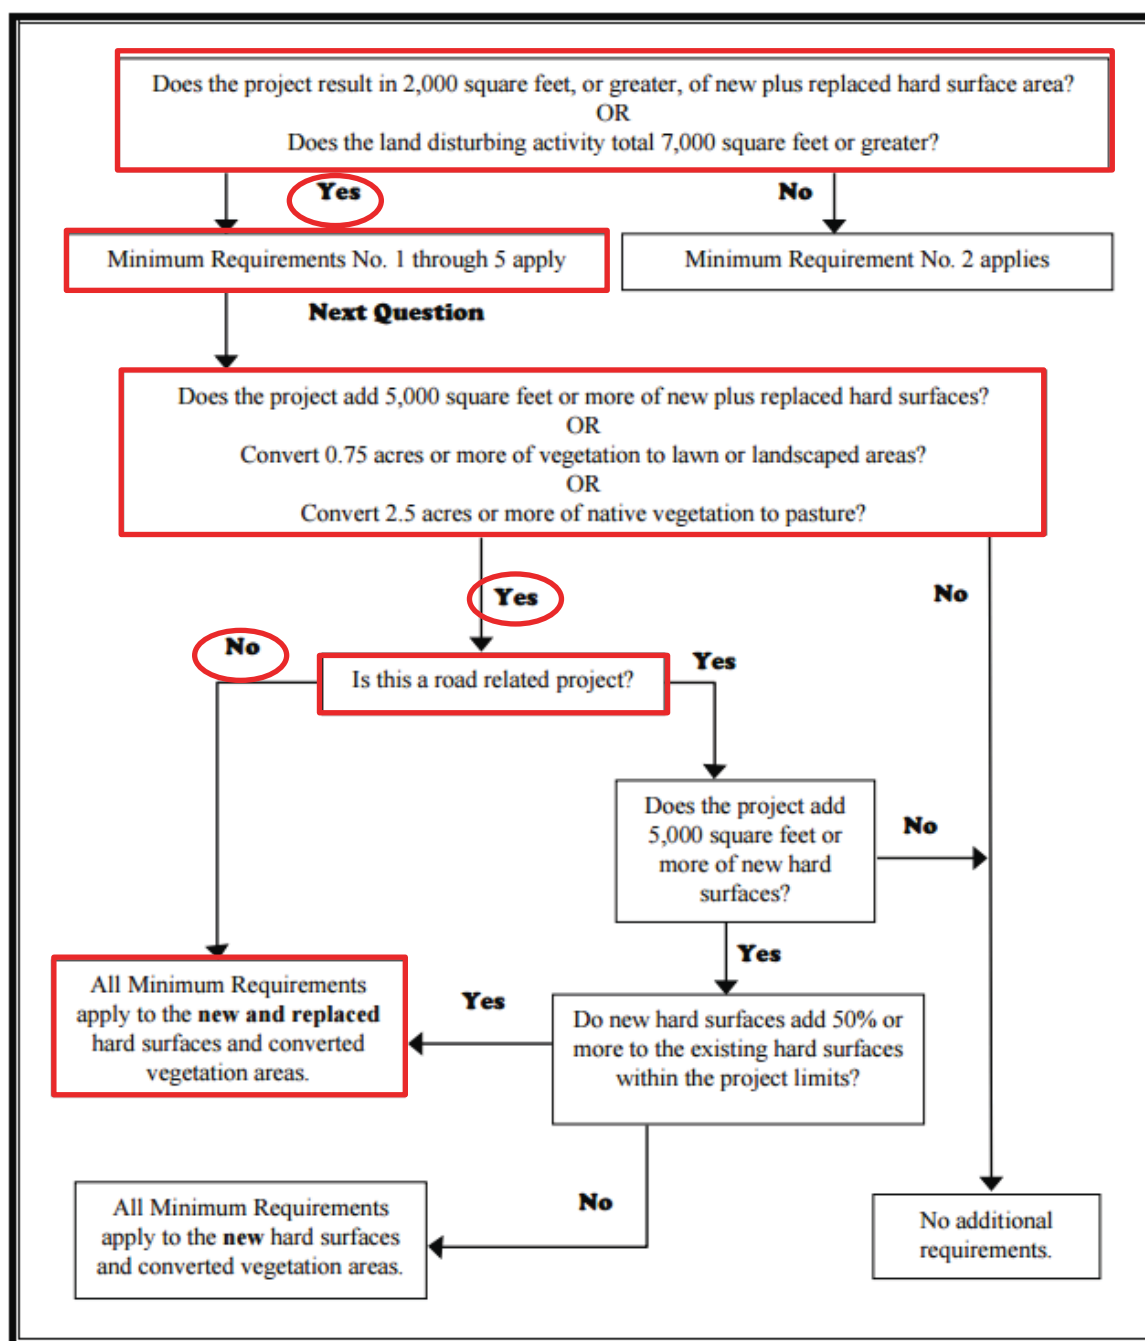 Does the project result in 2,000 square feet, or greater, of new plus replaced hard surface area?
OR
Does the land disturbing activity total 7,000 square feet or greater?
Yes
No
Minimum Requirements No. 1 through 5 apply
Minimum Requirement No. 2 applies
Next Question
Does the project add 5,000 square feet or more of new plus replaced hard surfaces?
OR
Convert 0.75 acres or more of vegetation to lawn or landscaped areas?
OR
Convert 2.5 acres or more of native vegetation to pasture?
Yes
No
No
Yes
Is this a road related project?
Does the project add
5,000 square feet or
more of new hard
surfaces?
No
Yes
All Minimum Requirements
apply to the new and replaced
hard surfaces and converted
vegetation areas.
Yes
Do new hard surfaces add 50% or
more to the existing hard surfaces
within the project limits?
No
All Minimum Requirements
apply to the new hard surfaces
and converted vegetation areas.
No additional
requirements.